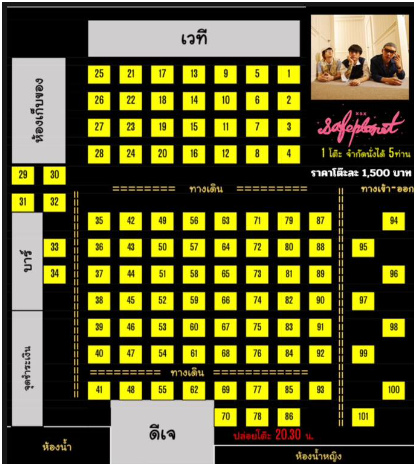 เวที
ห้องเก็บของ
25 21 17 13 9 5 1
26 22 18 14 10 6 2
27 23 19 15 11 7 3
28 24 20 16 12 8 4
safeplanet
1 โต๊ะ จำกัดนั่งได้ 5ท่าน
ราคาโต๊ะละ 1,500 บาท
29 30
======== ทางเดิน =========
ทางเข้า-ออก
31 32
บาร์
33
34
จุดชำระเงิน
35 42 49 56 63 71 79 87
36 43 50 57 64 72 80 88
37 44 51 58 65 73 81 89
38 45 52 59 66 74 82 90
39 46 53 60 67 75 83 91
40 47 54 61 68 76 84 92
========= ทางเดิน ============
41 48 55 62 69 77 85 93
70 78 86
94
95
96
97
98
99
100
101
ดีเจ
ปล่อยโต๊ะ 20.30 น.
ห้องน้ำ
ห้องน้ำหญิง